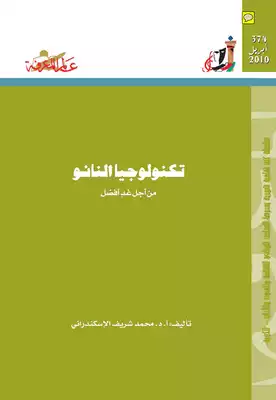 374
أبريل
2010
عالم المعرفة
تكنولوجيا النانو
من أجل غدٍ أفضل
تأليف: أ. د. محمد شريف الإسكندراني